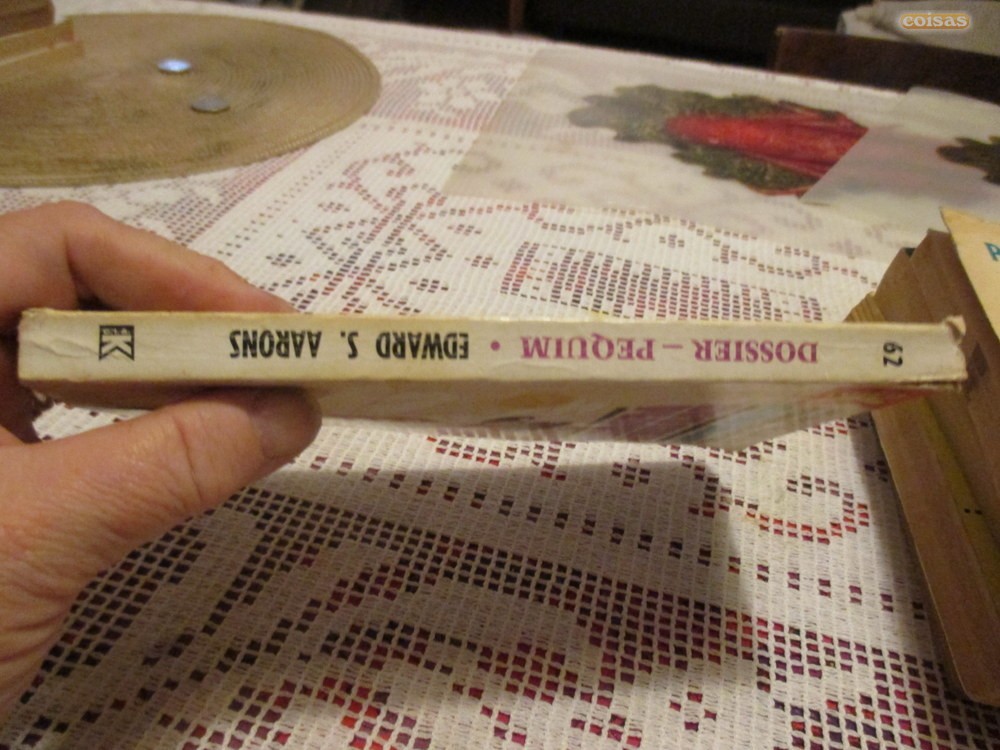 coisas
62 DOSSIER — PEQUIM • EDWARD S. AARONS